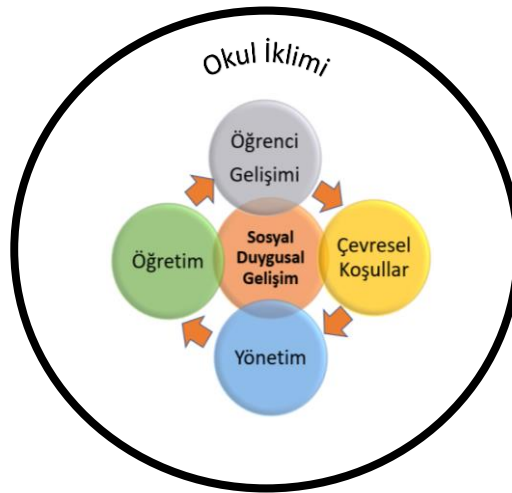 Okul İklimi
Öğrenci
Gelişimi
Öğretim
Sosyal
Duygusal
Gelişim
Çevresel
Koşullar
Yönetim